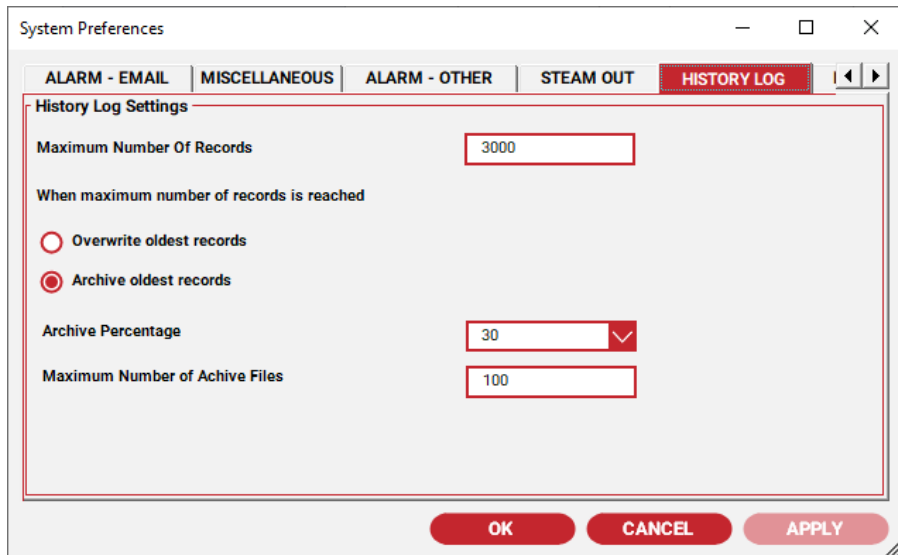 System Preferences
ALARM - EMAIL MISCELLANEOUS ALARM - OTHER STEAM OUT HISTORY LOG
History Log Settings
Maximum Number Of Records 3000
When maximum number of records is reached
Overwrite oldest records
Archive oldest records
Archive Percentage 30
Maximum Number of Achive Files 100
OK CANCEL APPLY